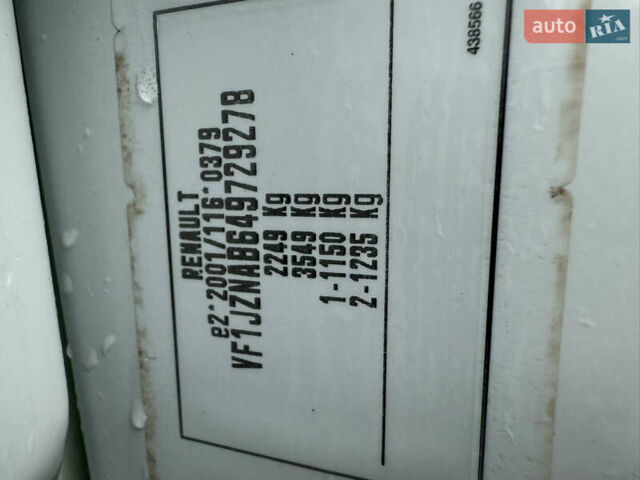 RENAULT
e2*2001/116*0379
VF1JZNAB649729278
2249 Kg
3549 Kg
1-1150 Kg
2-1235 Kg
438566
auto RIA.com